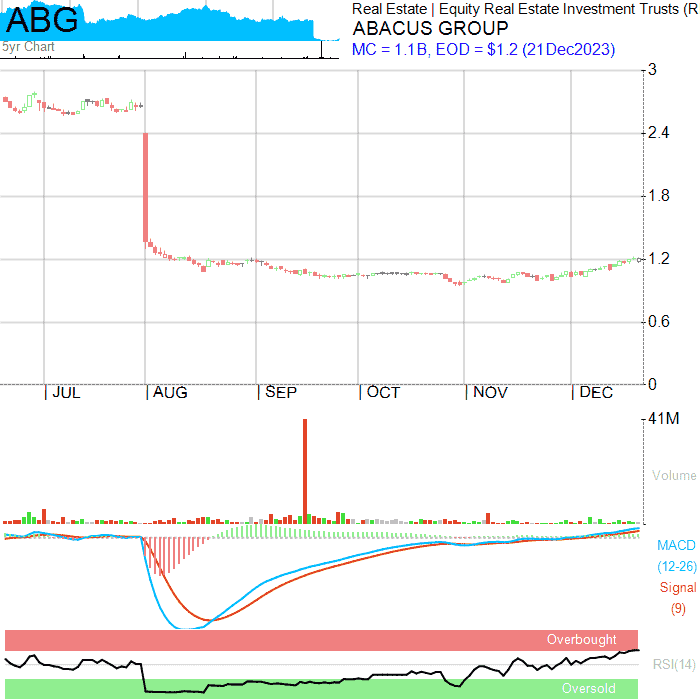 ABG
5yr Chart
Real Estate | Equity Real Estate Investment Trusts (R
ABACUS GROUP
MC = 1.1B, EOD = $1.2 (21Dec2023)
3
2.4
1.8
1.2
0.6
0
JUL AUG SEP OCT NOV DEC
41M
Volume
MACD
(12-26)
Signal
(9)
Overbought
RSI(14)
Oversold